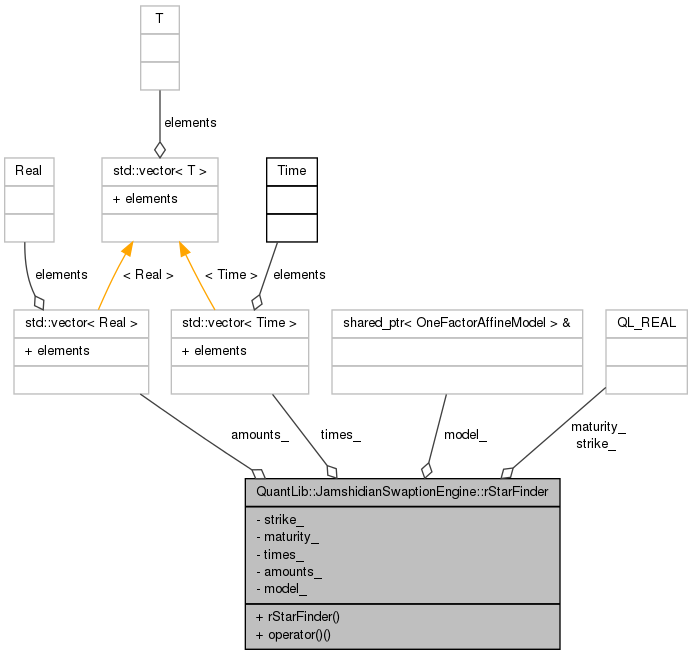 T
elements
Real
std::vector< T >
+ elements
Time
elements
< Real >
< Time >
elements
std::vector< Real >
+ elements
std::vector< Time >
+ elements
shared_ptr< OneFactorAffineModel > &
QL_REAL
amounts_
times_
model_
maturity_
strike_
QuantLib::JamshidianSwaptionEngine::rStarFinder
- strike_
- maturity_
- times_
- amounts_
- model_
+ rStarFinder()
+ operator()()